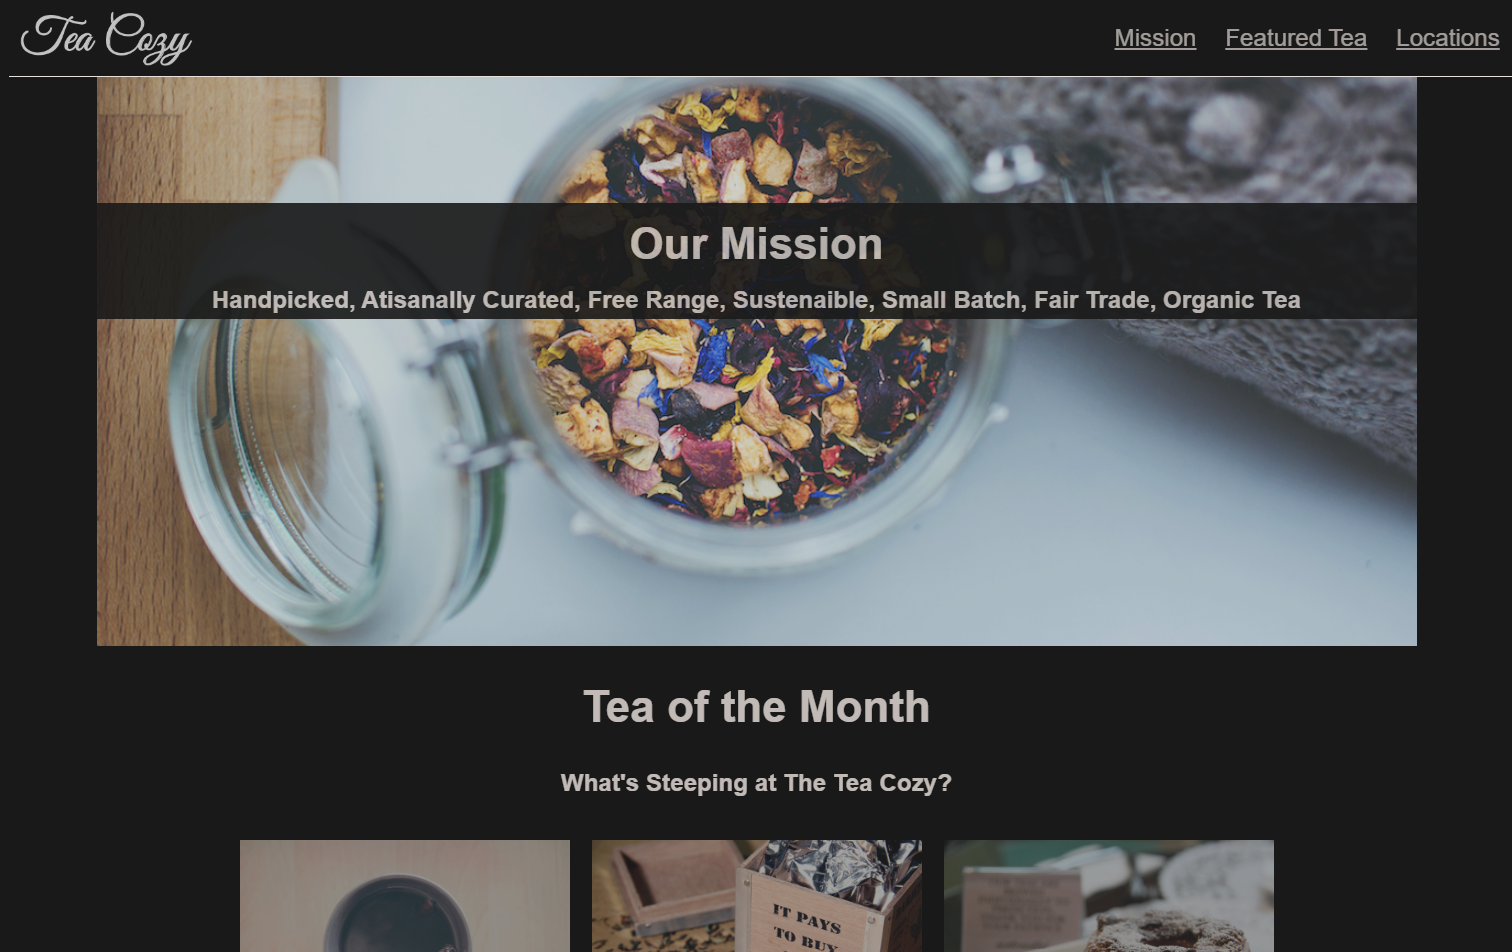 Tea Cozy
Mission Featured Tea Locations
Our Mission
Handpicked, Atisanally Curated, Free Range, Sustenaible, Small Batch, Fair Trade, Organic Tea
Tea of the Month
What's Steeping at The Tea Cozy?
IT PAYS
TO BUY